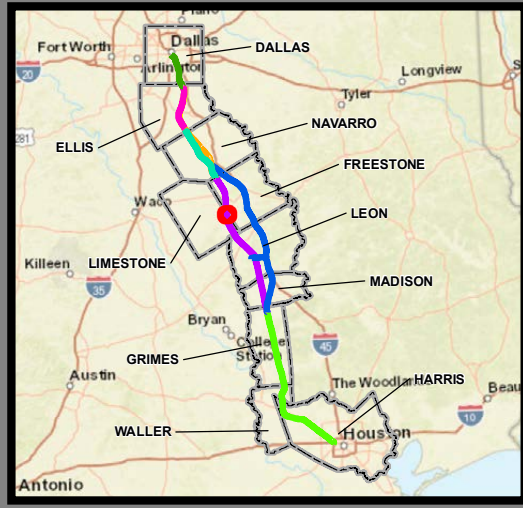 Plano
Fort Worth
Dallas
DALLAS
Arlington
20
Longview
Tyler
NAVARRO
281
ELLIS
FREESTONE
Waco
LEON
LIMESTONE
Killeen
MADISON
35
Bryan
College
Station
45
GRIMES
Austin
The Woodlan
HARRIS
Beau
10
WALLER
Houston
Antonio